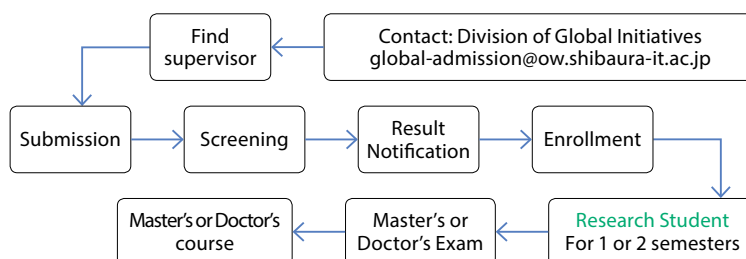 Contact: Division of Global Initiatives
global-admission@ow.shibaura-it.ac.jp
Find
supervisor
Submission
Screening
Result
Notification
Enrollment
Research Student
For 1 or 2 semesters
Master's or
Doctor's Exam
Master's or Doctor's
course